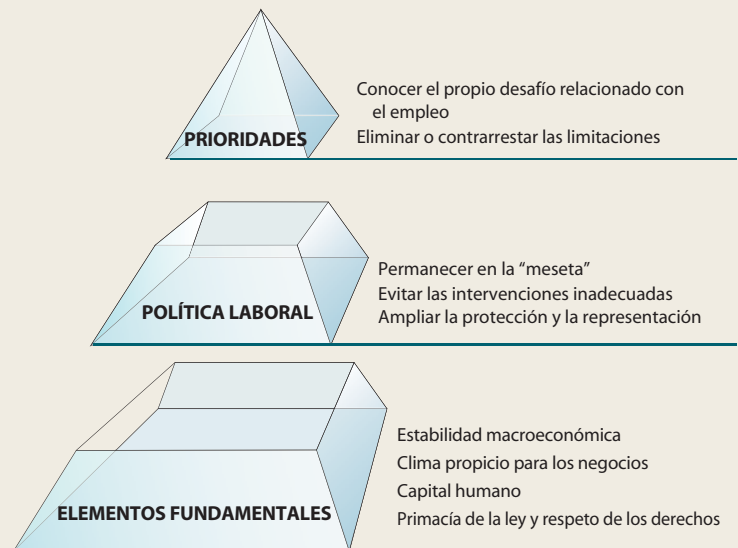 Conocer el propio desafío relacionado con
el empleo
PRIORIDADES
Eliminar o contrarrestar las limitaciones
Permanecer en la “meseta”
Evitar las intervenciones inadecuadas
POLÍTICA LABORAL
Ampliar la protección y la representación
Estabilidad macroeconómica
Clima propicio para los negocios
Capital humano
ELEMENTOS FUNDAMENTALES
Primacía de la ley y respeto de los derechos